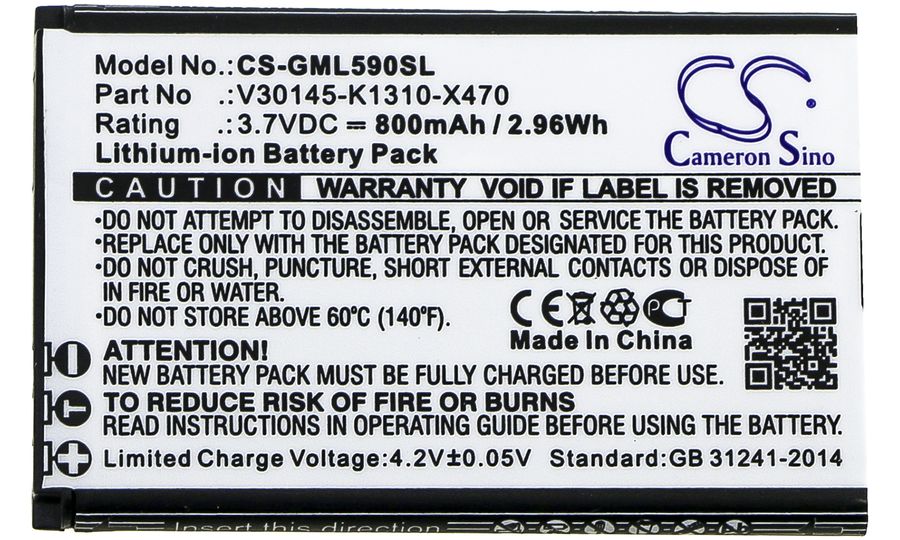 Model No.:CS-GML590SL
Part No .:V30145-K1310-X470
Rating .:3.7VDC ⎓ 800mAh / 2.96Wh
Lithium-ion Battery Pack
CS
Cameron Sino
CAUTION WARRANTY VOID IF LABEL IS REMOVED
•DO NOT ATTEMPT TO DISASSEMBLE, OPEN OR SERVICE THE BATTERY PACK.
•REPLACE ONLY WITH THE BATTERY PACK DESIGNATED FOR THIS PRODUCT.
•DO NOT CRUSH, PUNCTURE, SHORT EXTERNAL CONTACTS OR DISPOSE OF
IN FIRE OR WATER.
•DO NOT STORE ABOVE 60°C (140°F).
CE PCT
Made In China
ATTENTION!
NEW BATTERY PACK MUST BE FULLY CHARGED BEFORE FIRST USE.
TO REDUCE RISK OF FIRE OR BURNS
READ INSTRUCTIONS IN OPERATING GUIDE BEFORE USING BATTERY.
Limited Charge Voltage:4.2V±0.05V Standard:GB 31241-2014